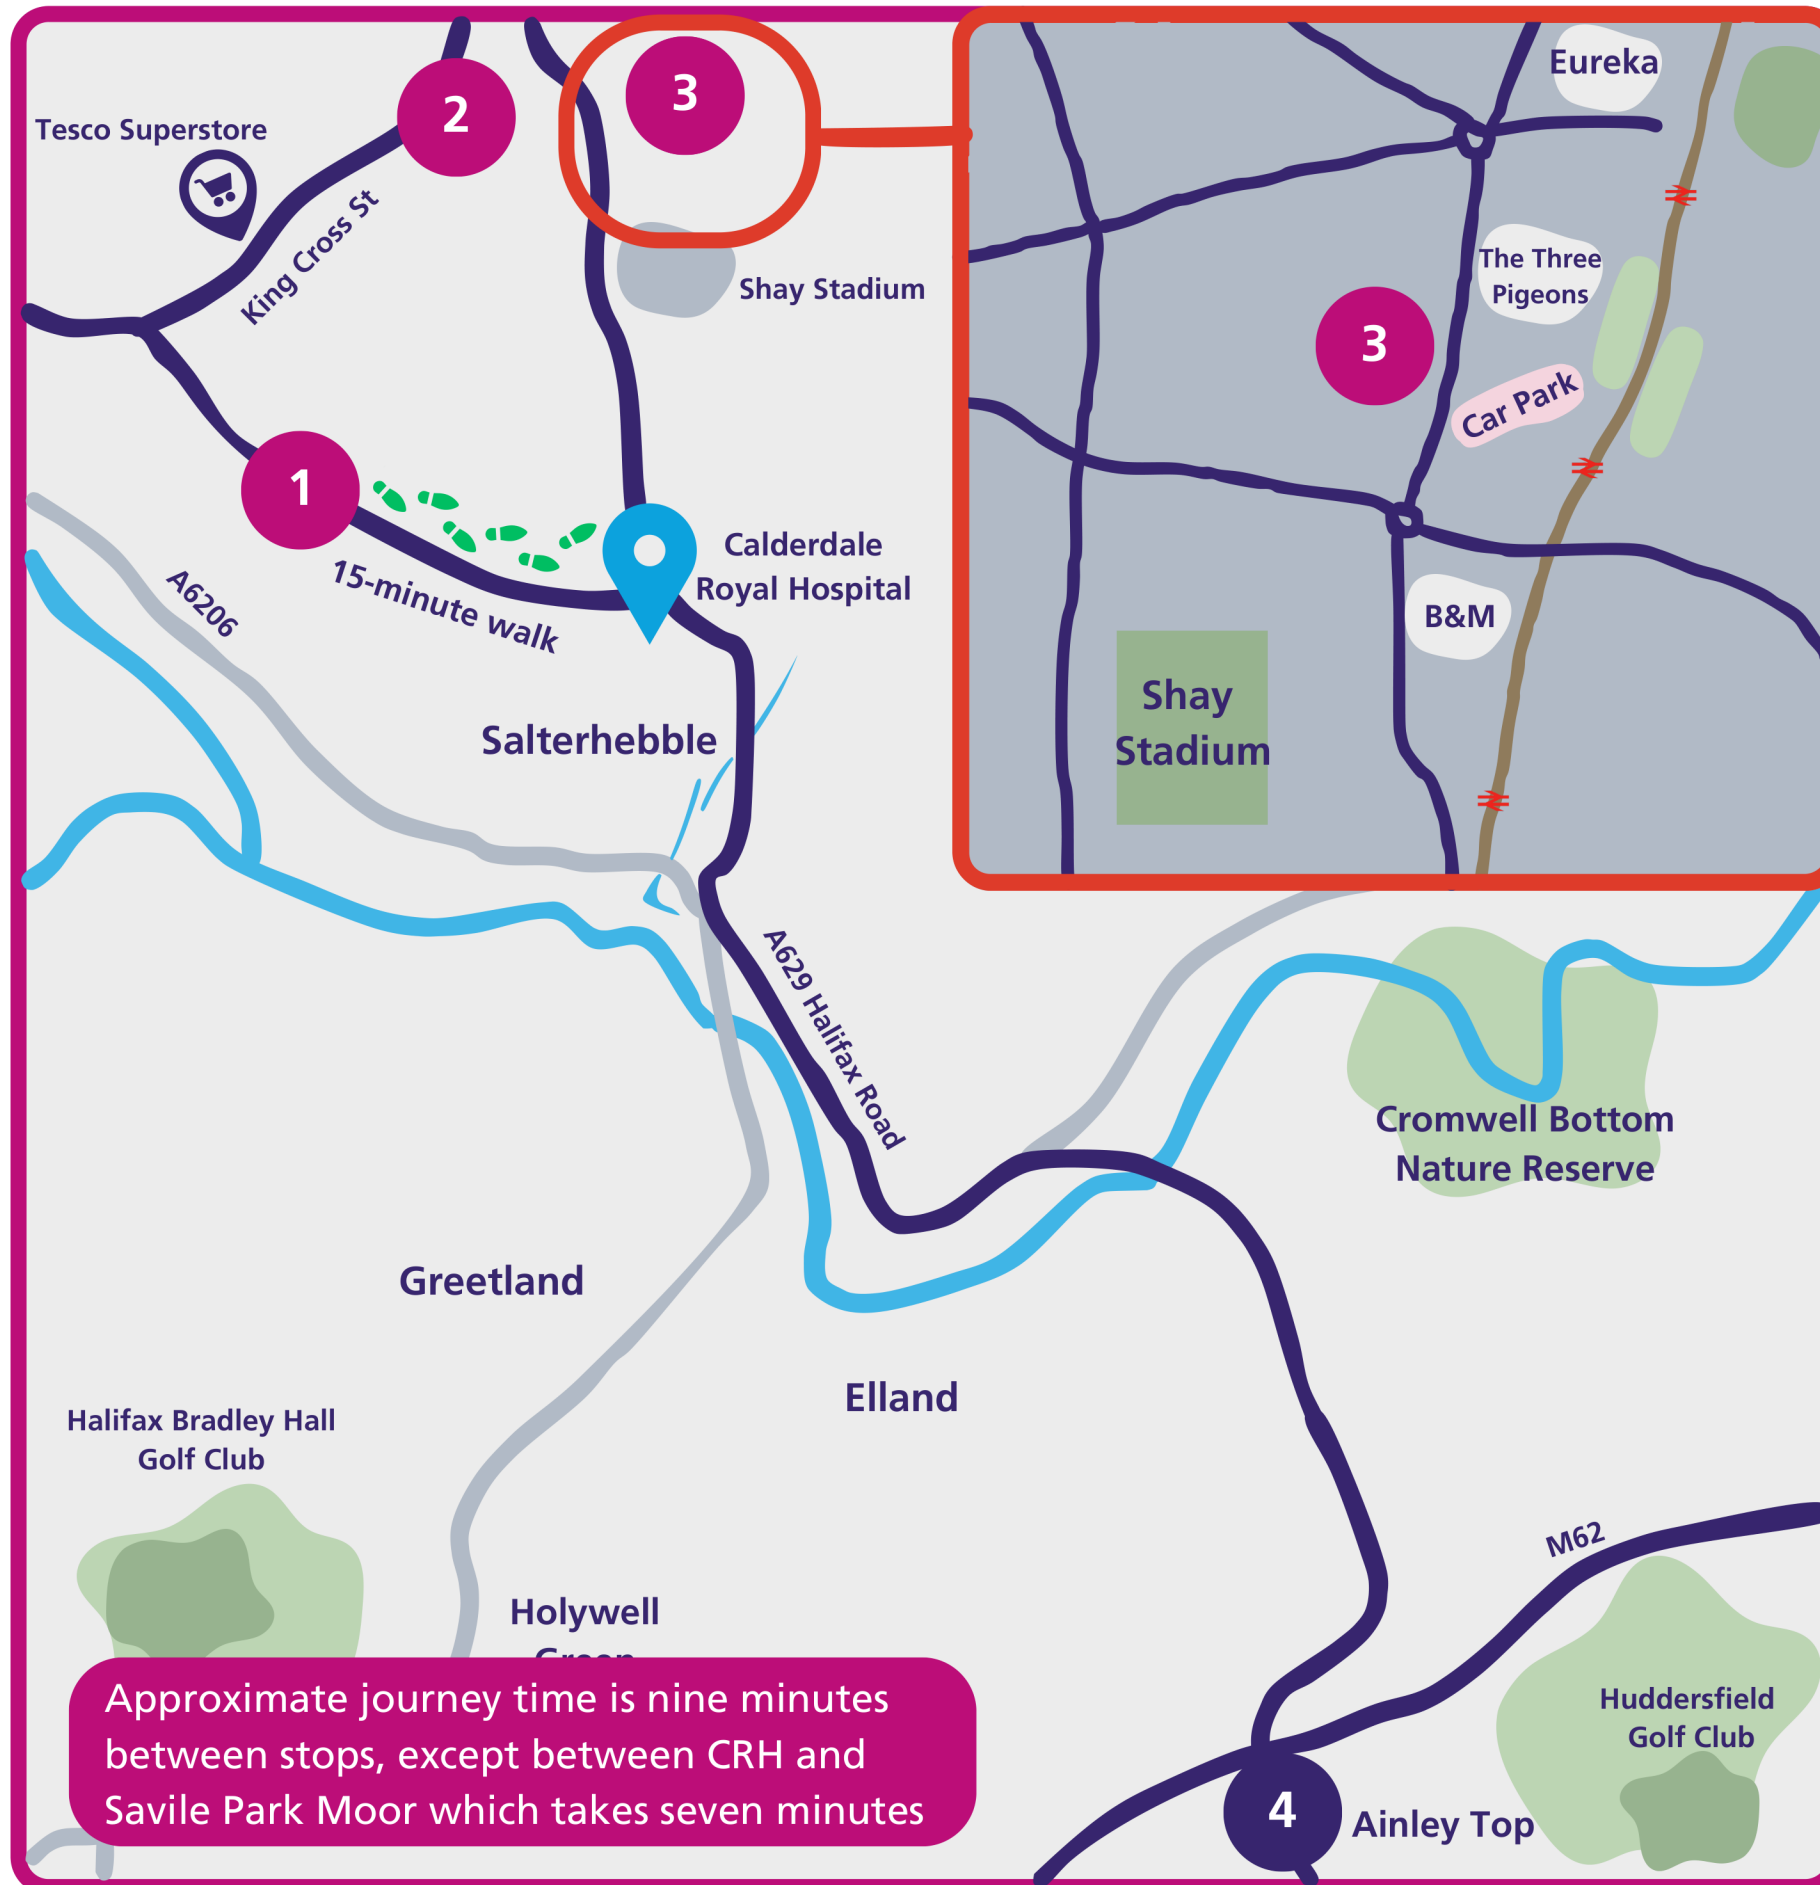 2
3
Tesco Superstore
King Cross St
Shay Stadium
1
15-minute walk
Calderdale
Royal Hospital
A6206
Salterhebble
Eureka
The Three
Pigeons
3
Car Park
B&M
Shay
Stadium
A629 Halifax Road
Cromwell Bottom
Nature Reserve
Greetland
Elland
Halifax Bradley Hall
Golf Club
Holywell
Green
M62
Huddersfield
Golf Club
4
Ainley Top
Approximate journey time is nine minutes
between stops, except between CRH and
Savile Park Moor which takes seven minutes